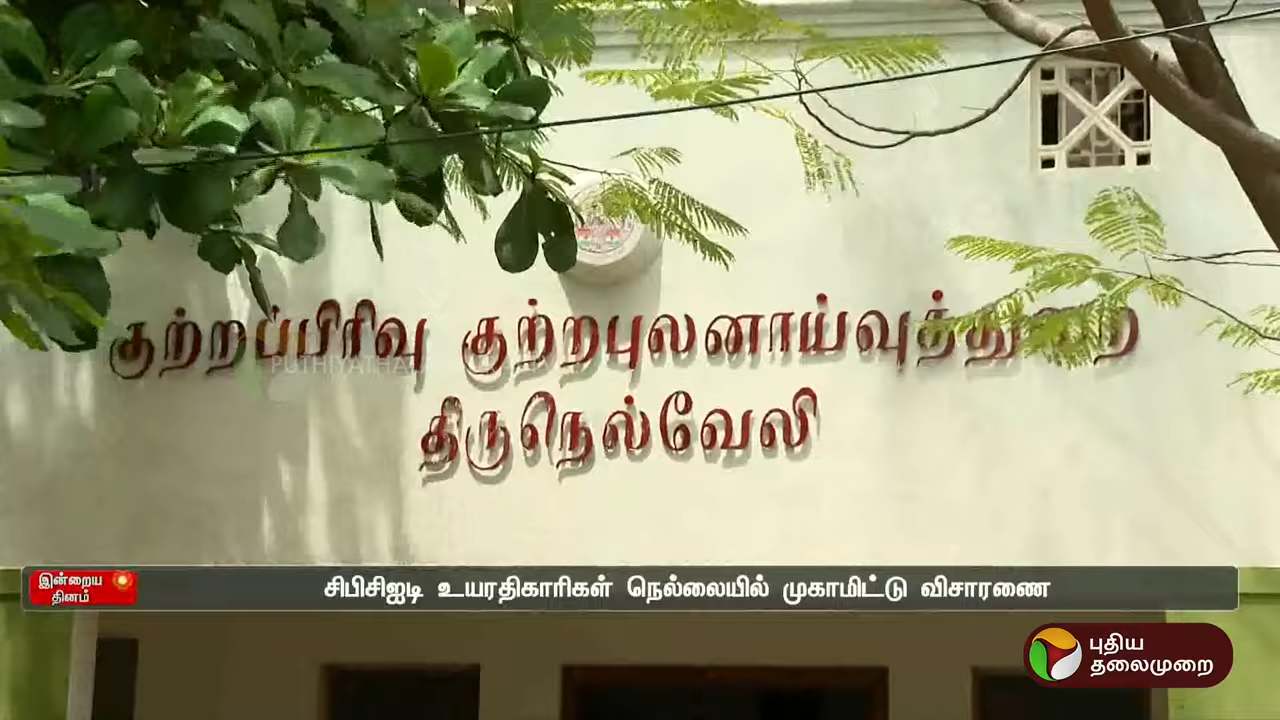 குற்றப்பிரிவு குற்றபுலனாய்வுத்துறை
திருநெல்வேலி
இன்றைய
தினம்
சிபிசிஐடி உயரதிகாரிகள் நெல்லையில் முகாமிட்டு விசாரணை
புதிய
தலைமுறை